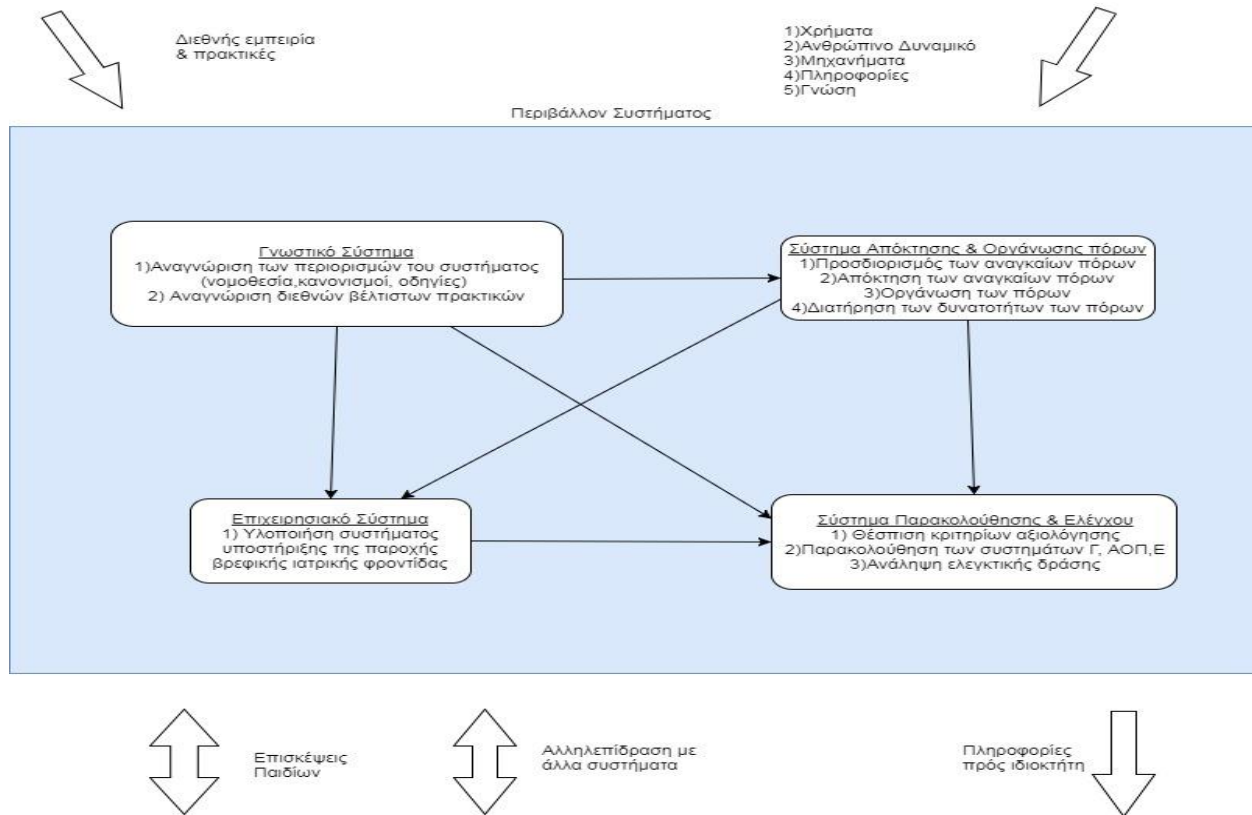 Διεθνής εμπειρία
& πρακτικές
1)Χρήματα
2)Ανθρώπινο Δυναμικό
3)Μηχανήματα
4)Πληροφορίες
5)Γνώση
Περιβάλλον Συστήματος
Γνωστικό Σύστημα
1)Αναγνώριση των περιορισμών του συστήματος
(νομοθεσία,κανονισμοί, οδηγίες)
2) Αναγνώριση διεθνών βέλτιστων πρακτικών
Σύστημα Απόκτησης & Οργάνωσης πόρων
1)Προσδιορισμός των αναγκαίων πόρων
2)Απόκτηση των αναγκαίων πόρων
3)Οργάνωση των πόρων
4)Διατήρηση των δυνατοτήτων των πόρων
Επιχειρησιακό Σύστημα
1) Υλοποιήση συστήματος
υποστήριξης της παροχής
βρεφικής ιατρικής φροντίδας
Σύστημα Παρακολούθησης & Ελέγχου
1) Θέσπιση κριτηρίων αξιολόγησης
2)Παρακολούθηση των συστημάτων Γ, ΑΟΠ,Ε
3)Ανάληψη ελεγκτικής δράσης
Επισκέψεις
Παιδίων
Αλληλεπίδραση με
άλλα συστήματα
Πληροφορίες
πρός ιδιοκτήτη